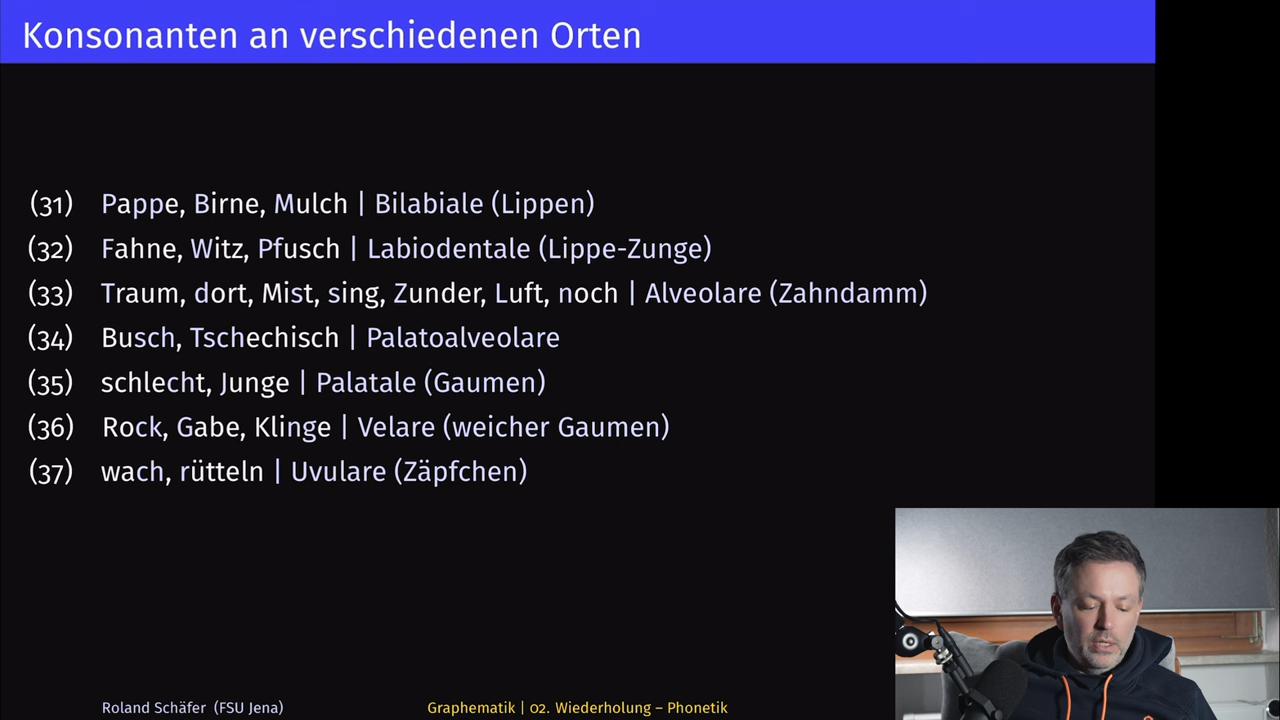 Konsonanten an verschiedenen Orten
(31) Pappe, Birne, Mulch | Bilabiale (Lippen)
(32) Fahne, Witz, Pfusch | Labiodentale (Lippe-Zunge)
(33) Traum, dort, Mist, sing, Zunder, Luft, noch | Alveolare (Zahndamm)
(34) Busch, Tschechisch | Palatoalveolare
(35) schlecht, Junge | Palatale (Gaumen)
(36) Rock, Gabe, Klinge | Velare (weicher Gaumen)
(37) wach, rütteln | Uvulare (Zäpfchen)
Roland Schäfer (FSU Jena) Graphematik | 02. Wiederholung – Phonetik